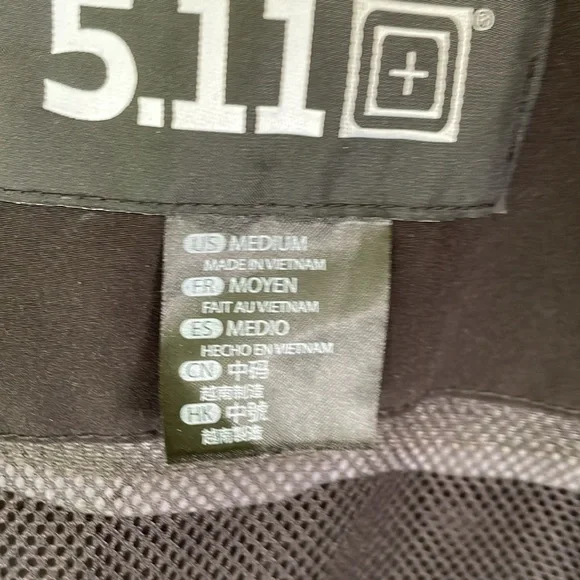 5.11®
US MEDIUM
MADE IN VIETNAM
FR MOYEN
FAIT AU VIETNAM
ES MEDIO
HECHO EN VIETNAM
CN 中码
越南制造
HK 中號
越南制造